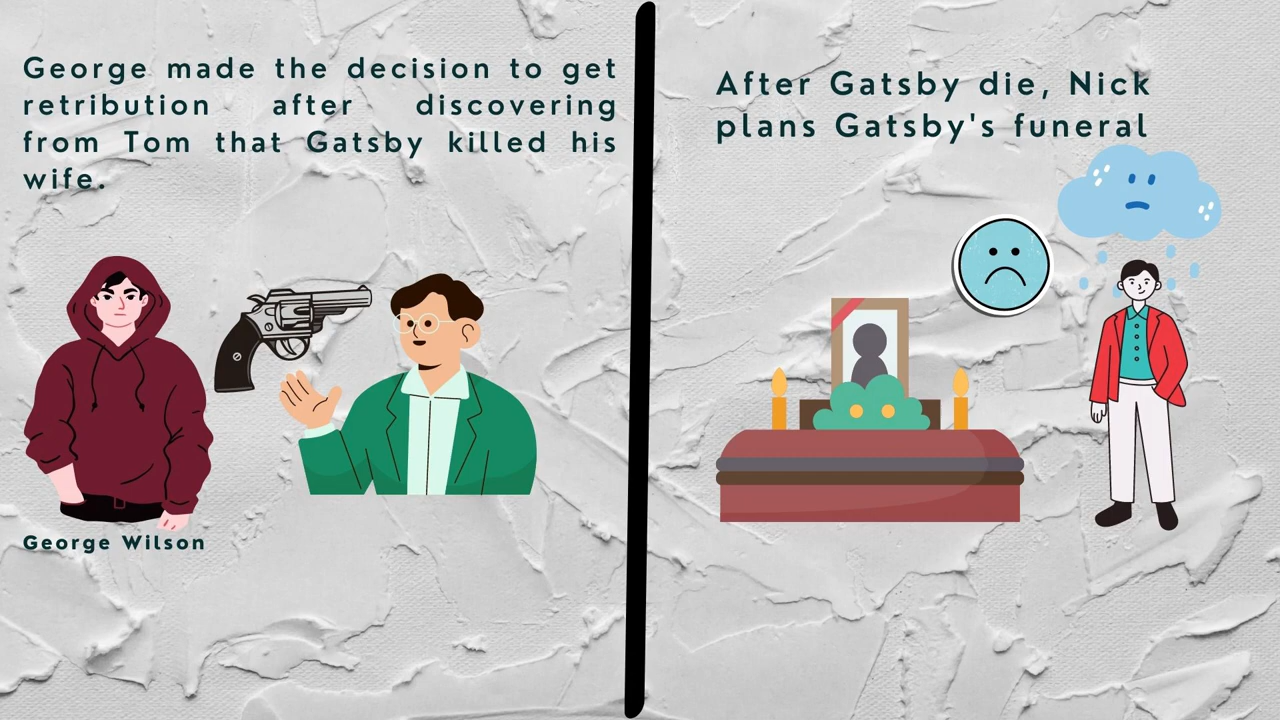 George made the decision to get
retribution after discovering
from Tom that Gatsby killed his
wife.
George Wilson
After Gatsby die, Nick
plans Gatsby's funeral